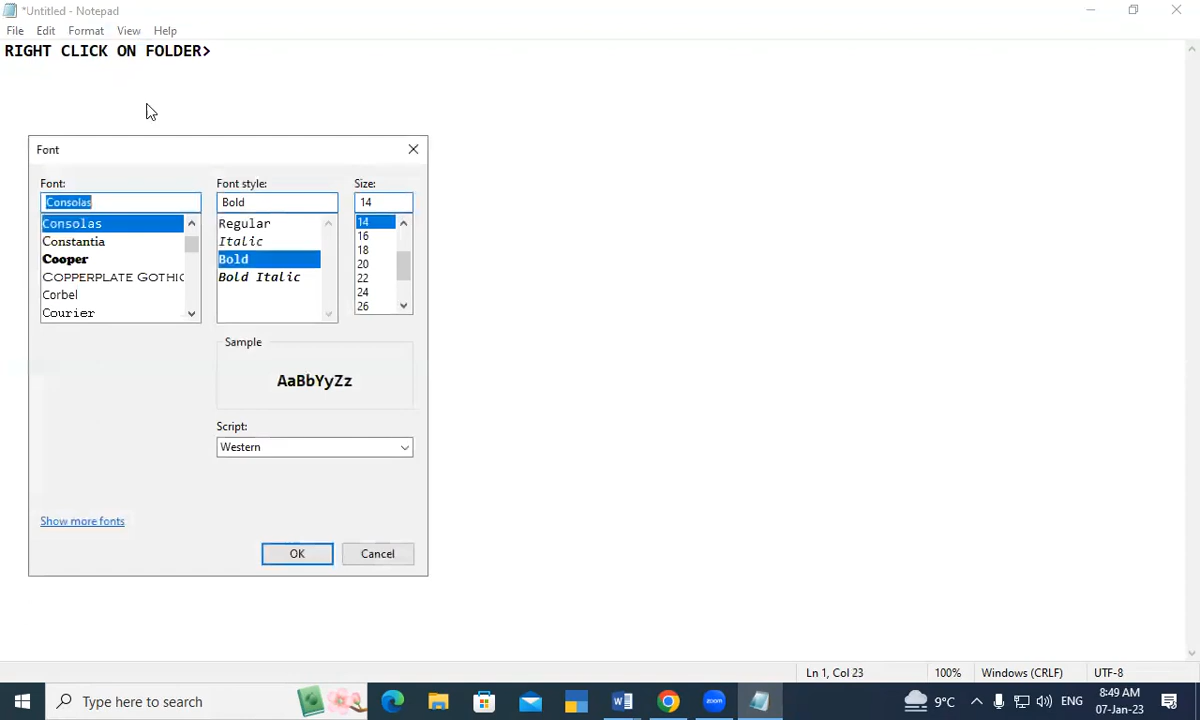 *Untitled - Notepad
File Edit Format View Help
RIGHT CLICK ON FOLDER>
Font
Font: Font style: Size:
Consolas Bold 14
Consolas Regular 14
Constantia Italic 16
Cooper Bold 18
COPPERPLATE GOTHIC Bold Italic 20
Corbel 22
Courier 24
26
Sample
AaBbYyZz
Script:
Western
Show more fonts
OK Cancel
Ln 1, Col 23 100% Windows (CRLF) UTF-8
Type here to search zoom 9°C ENG 8:49 AM
07-Jan-23